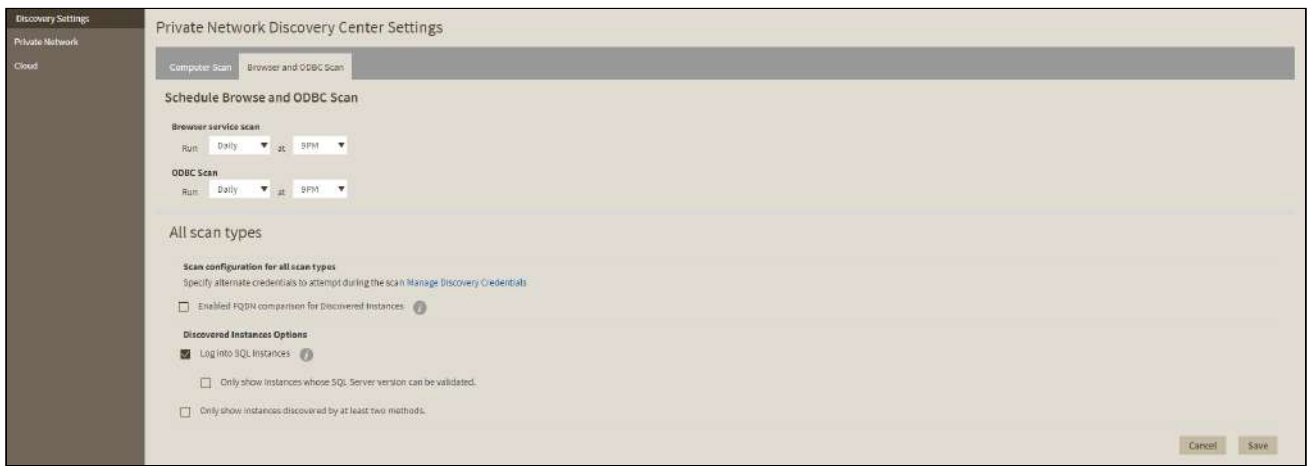 Discovery Settings
Private Network
Cloud
Private Network Discovery Center Settings
Computer Scan Browser and ODBC Scan
Schedule Browse and ODBC Scan
Browser service scan
Run Daily at 9PM
ODBC Scan
Run Daily at 9PM
All scan types
Scan configuration for all scan types
Specify alternate credentials to attempt during the scan Manage Discovery Credentials
Enabled FQDN comparison for Discovered Instances
Discovered Instances Options
Log into SQL Instances
Only show instances whose SQL Server version can be validated.
Only show instances discovered by at least two methods.
Cancel Save